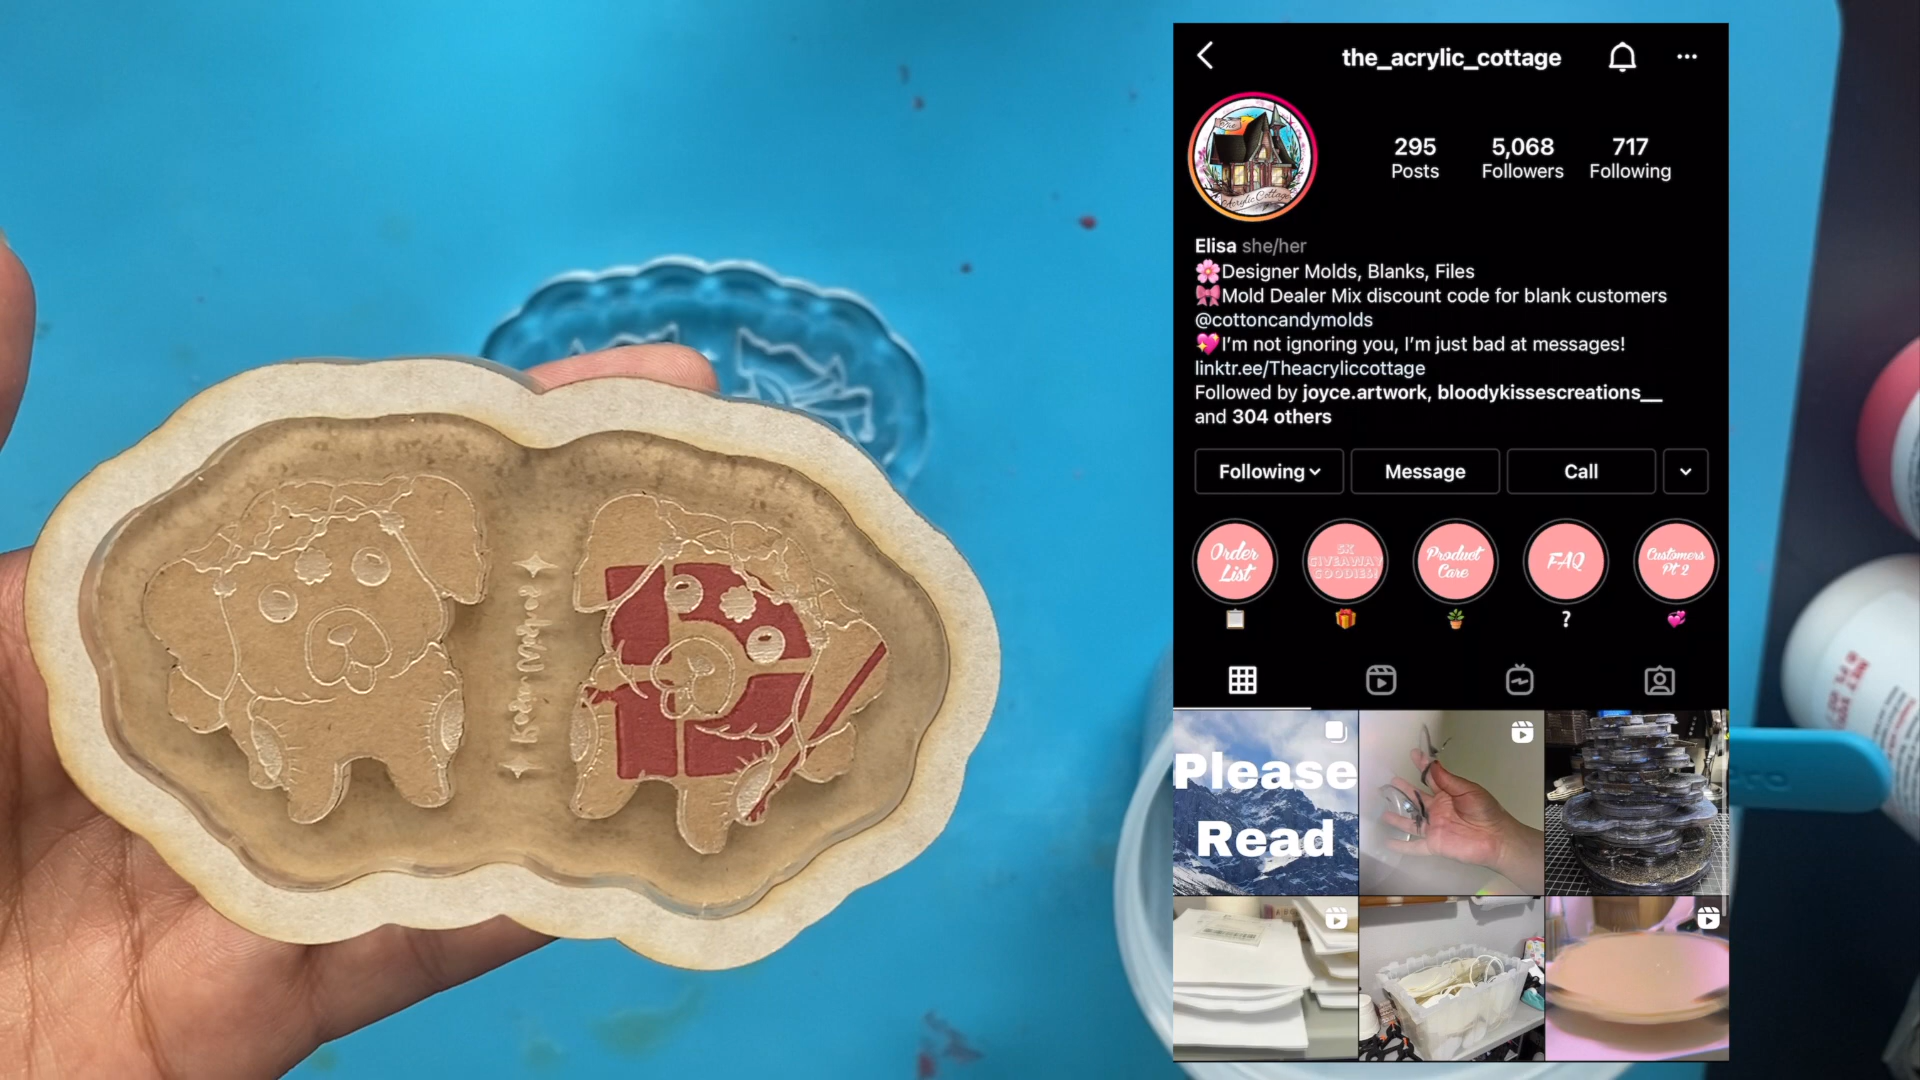 the_acrylic_cottage
295
Posts
5,068
Followers
717
Following
The
Acrylic Cottage
Elisa she/her
🌸Designer Molds, Blanks, Files
🎀Mold Dealer Mix discount code for blank customers
@cottoncandymolds
💖I'm not ignoring you, I'm just bad at messages!
linktr.ee/Theacryliccottage
Followed by joyce.artwork, bloodykissescreations__
and 304 others
Following
Message
Call
Order
List
5K
GIVEAWAY
GOODIES!
Product
Care
FAQ
Customers
Pt 2
📋
🎁
🪴
?
💞
Please
Read